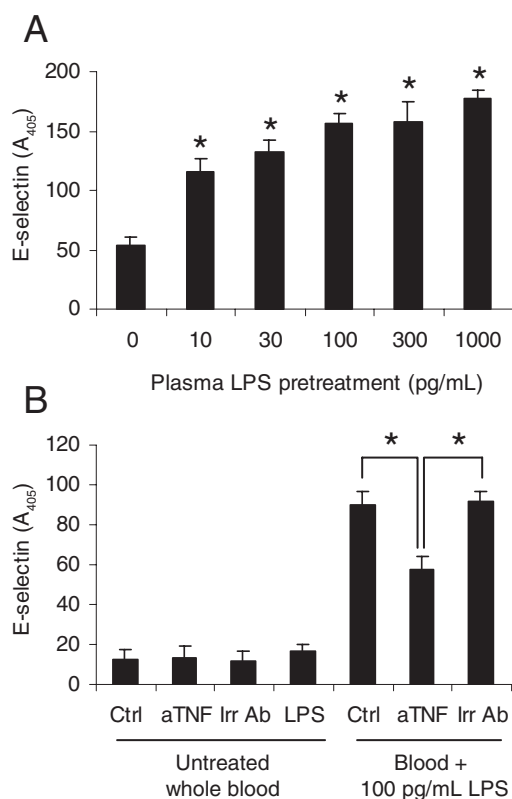 A
E-selectin (A405)
200
150
100
50
0
* * * * *
0 10 30 100 300 1000
Plasma LPS pretreatment (pg/mL)
B
E-selectin (A405)
120
100
80
60
40
20
0
* *
Ctrl aTNF Irr Ab LPS Ctrl aTNF Irr Ab
Untreated whole blood
Blood + 100 pg/mL LPS